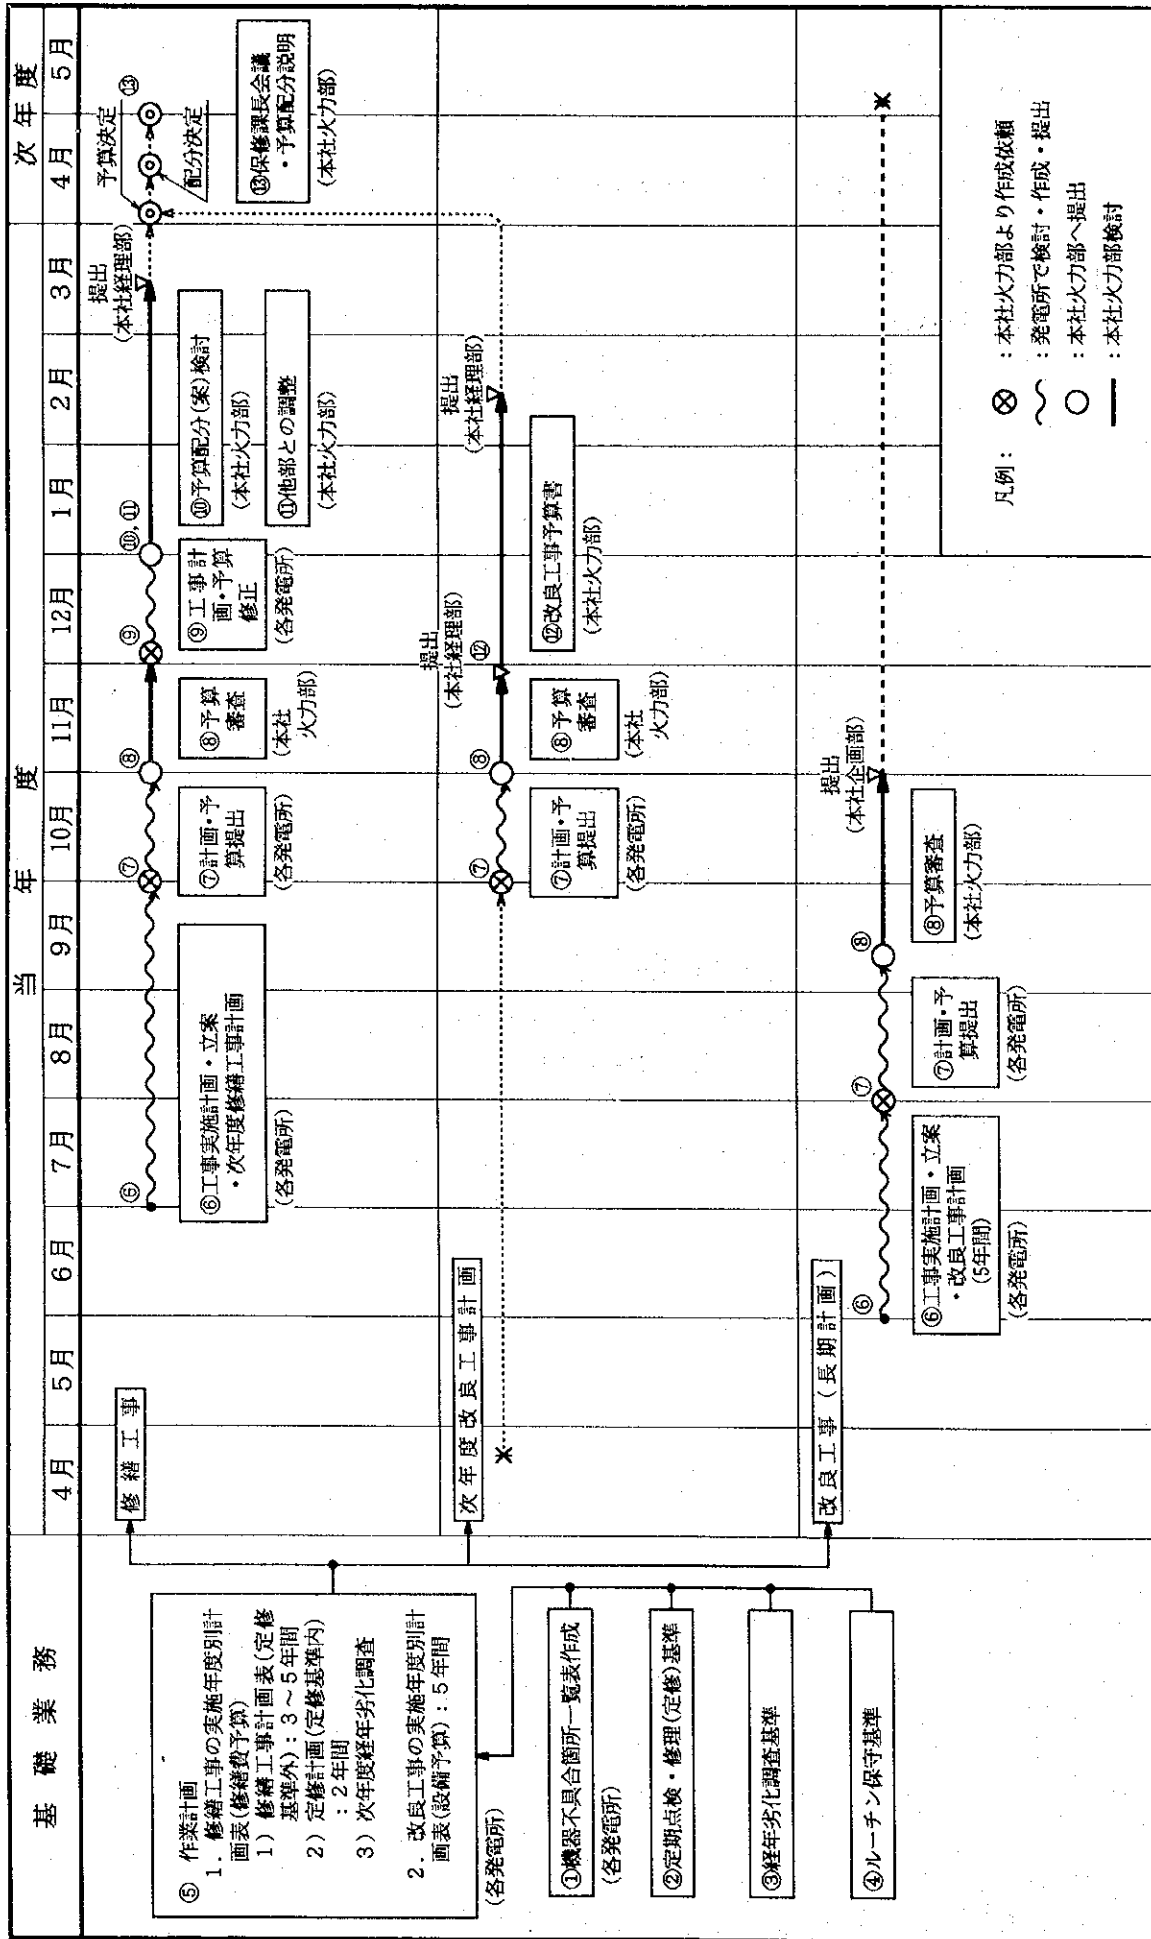 基礎業務
当年度
次年度
4月
5月
6月
7月
8月
9月
10月
11月
12月
1月
2月
3月
4月
5月
⑤ 作業計画
1. 修繕工事の実施年度別計
画表(修繕費予算)
1) 修繕工事計画表(定修
基準外):3~5年間
2) 定修計画(定修基準内)
:2年間
3) 次年度経年劣化調査
2. 改良工事の実施年度別計
画表(設備予算):5年間
(各発電所)
①機器不具合箇所一覧表作成
(各発電所)
②定期点検・修理(定修)基準
③経年劣化調査基準
④ルーチン保守基準
修繕工事
⑥
⑦
⑧
⑨
⑩,⑪
提出
(本社経理部)
予算決定
配分決定
⑬
⑥工事実施計画・立案
・次年度修繕工事計画
(各発電所)
⑦計画・予
算提出
(各発電所)
⑧予算
審査
(本社
火力部)
⑨工事計
画・予算
修正
(各発電所)
⑩予算配分(案)検討
(本社火力部)
⑪他部との調整
(本社火力部)
⑬保修課長会議
・予算配分説明
(本社火力部)
次年度改良工事計画
⑦
⑧
提出
(本社経理部)
⑫
提出
(本社経理部)
⑦計画・予
算提出
(各発電所)
⑧予算
審査
(本社
火力部)
⑫改良工事予算書
(本社火力部)
改良工事(長期計画)
⑥
⑦
⑧
提出
(本社企画部)
⑥工事実施計画・立案
・改良工事計画
(5年間)
(各発電所)
⑦計画・予
算提出
(各発電所)
⑧予算審査
(本社火力部)
凡例:
:本社火力部より作成依頼
:発電所で検討・作成・提出
:本社火力部へ提出
:本社火力部検討